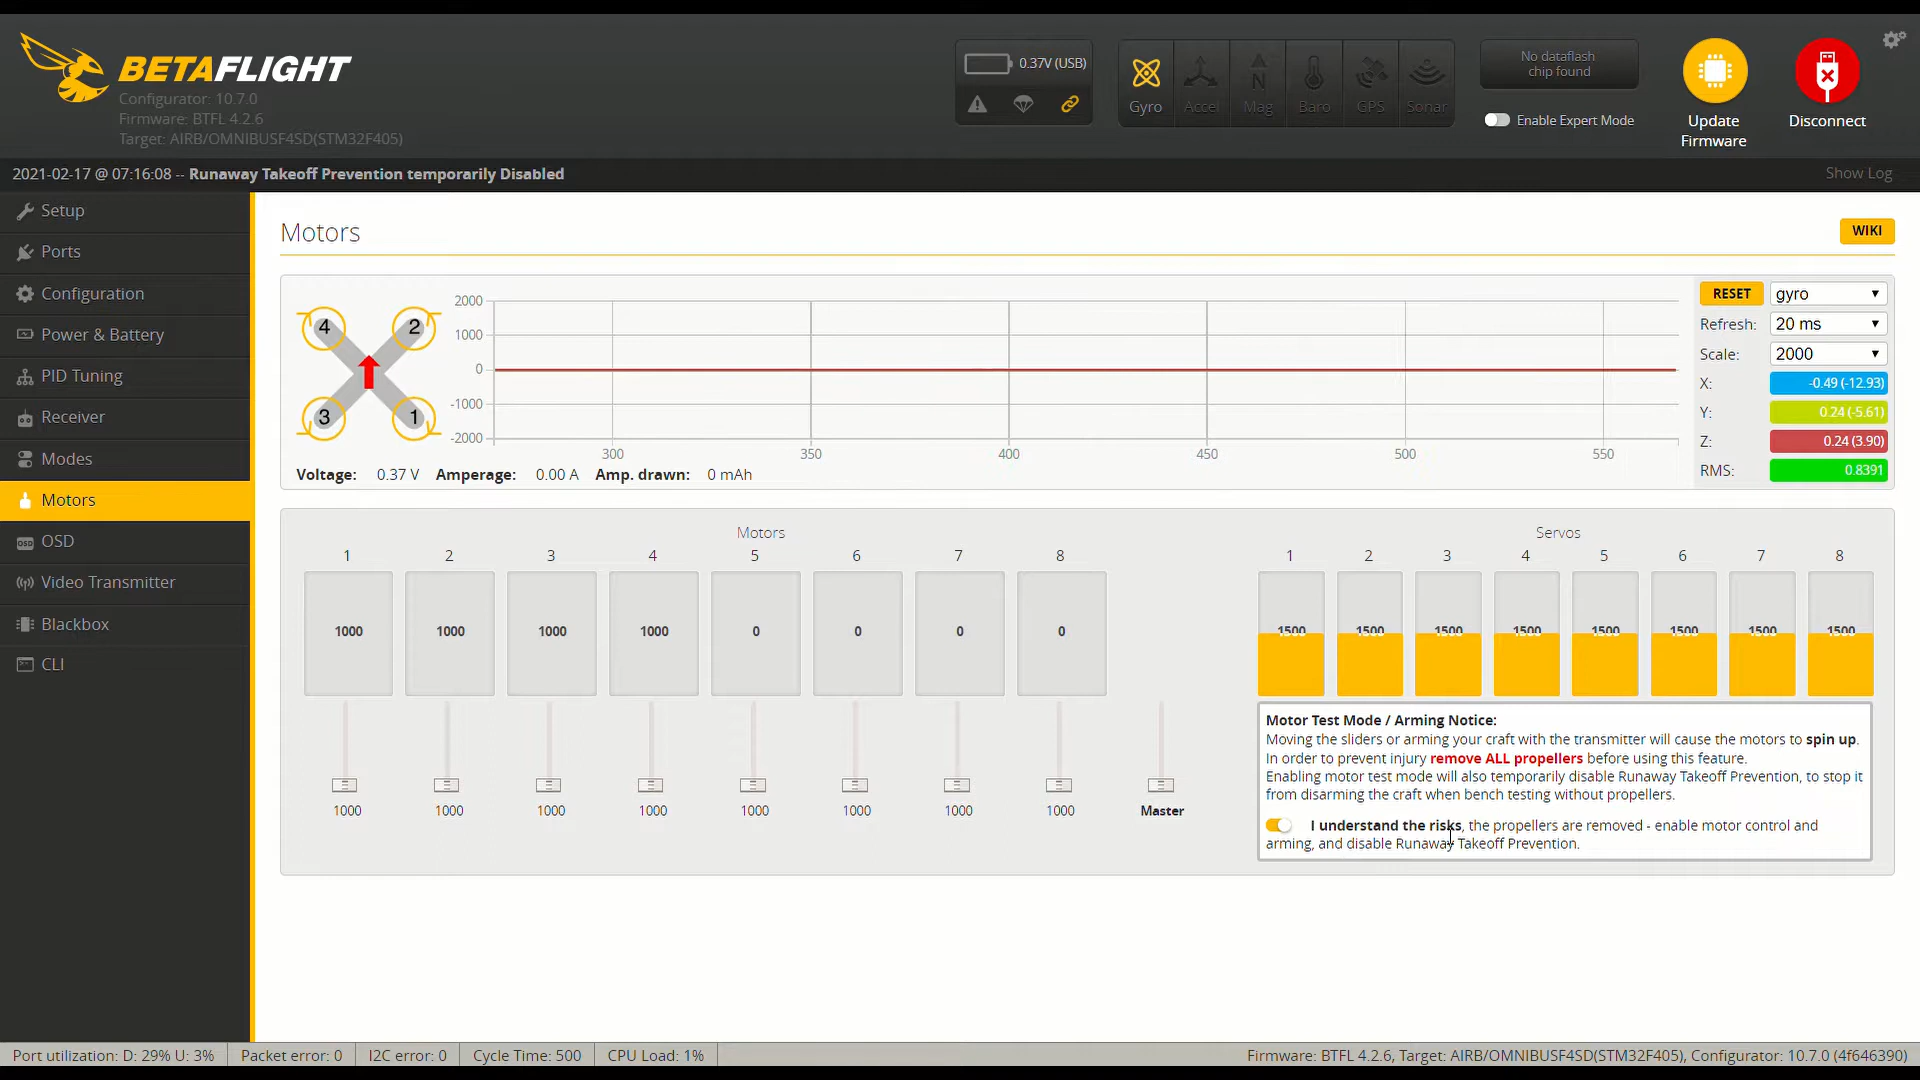 BETAFLIGHT
Configurator: 10.7.0
Firmware: BTFL 4.2.6
Target: AIRB/OMNIBUSF4SD(STM32F405)
0.37V (USB)
Gyro
Accel
Mag
Baro
GPS
Sonar
No dataflash
chip found
Enable Expert Mode
Update
Firmware
Disconnect
2021-02-17 @ 07:16:08 -- Runaway Takeoff Prevention temporarily Disabled
Show Log
Setup
Ports
Configuration
Power & Battery
PID Tuning
Receiver
Modes
Motors
OSD
Video Transmitter
Blackbox
CLI
Motors
WIKI
4
2
3
1
2000
1000
0
-1000
-2000
300
350
400
450
500
550
RESET
gyro
Refresh:
20 ms
Scale:
2000
X:
-0.49 (-12.93)
Y:
0.24 (-5.61)
Z:
0.24 (3.90)
RMS:
0.8391
Voltage: 0.37 V Amperage: 0.00 A Amp. drawn: 0 mAh
Motors
1 2 3 4 5 6 7 8
1000 1000 1000 1000 0 0 0 0
1000 1000 1000 1000 1000 1000 1000 1000 Master
Servos
1 2 3 4 5 6 7 8
1500 1500 1500 1500 1500 1500 1500 1500
Motor Test Mode / Arming Notice:
Moving the sliders or arming your craft with the transmitter will cause the motors to spin up.
In order to prevent injury remove ALL propellers before using this feature.
Enabling motor test mode will also temporarily disable Runaway Takeoff Prevention, to stop it
from disarming the craft when bench testing without propellers.
I understand the risks, the propellers are removed - enable motor control and
arming, and disable Runaway Takeoff Prevention.
Port utilization: D: 29% U: 3%
Packet error: 0
I2C error: 0
Cycle Time: 500
CPU Load: 1%
Firmware: BTFL 4.2.6, Target: AIRB/OMNIBUSF4SD(STM32F405), Configurator: 10.7.0 (4f646390)